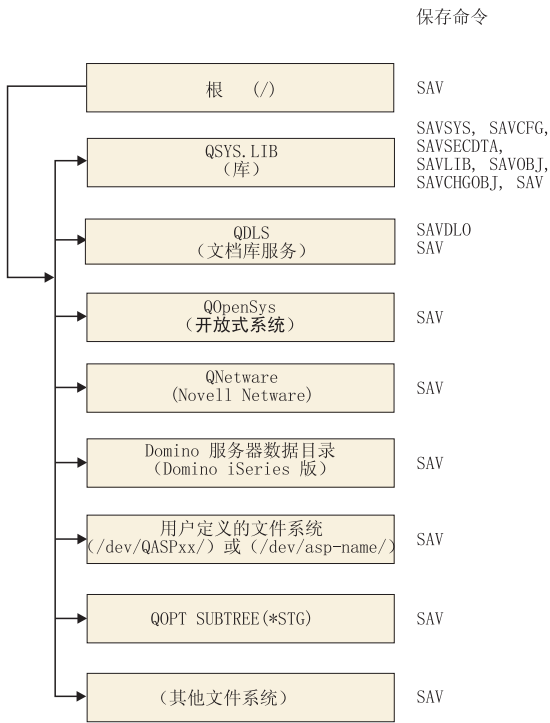 保存命令
根 (/)
SAV
QSYS.LIB
（库）
SAVSYS, SAVCFG,
SAVSECDTA,
SAVLIB, SAVOBJ,
SAVCHGOBJ, SAV
QDLS
（文档库服务）
SAVDLO
SAV
QOpenSys
（开放式系统）
SAV
QNetware
(Novell Netware)
SAV
Domino 服务器数据目录
（Domino iSeries 版）
SAV
用户定义的文件系统
（/dev/QASPxx/）或（/dev/asp-name/）
SAV
QOPT SUBTREE(*STG)
SAV
（其他文件系统）
SAV